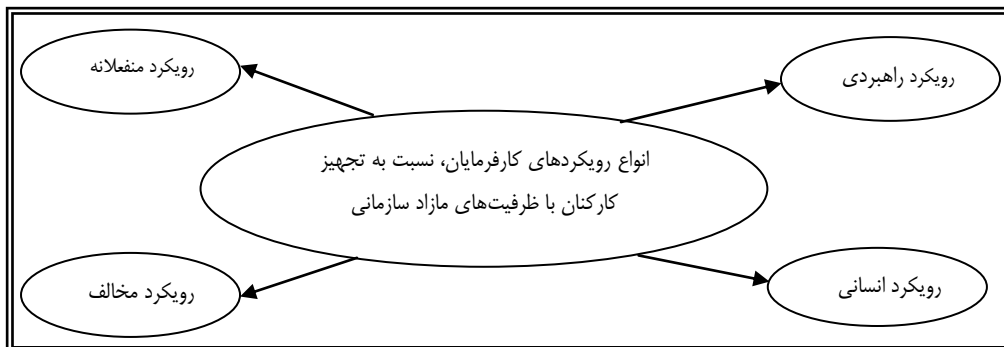 رویکرد راهبردی
رویکرد منفعلانه
انواع رویکردهای کارفرمایان، نسبت به تجهیز
کارکنان با ظرفیت‌های مازاد سازمانی
رویکرد انسانی
رویکرد مخالف